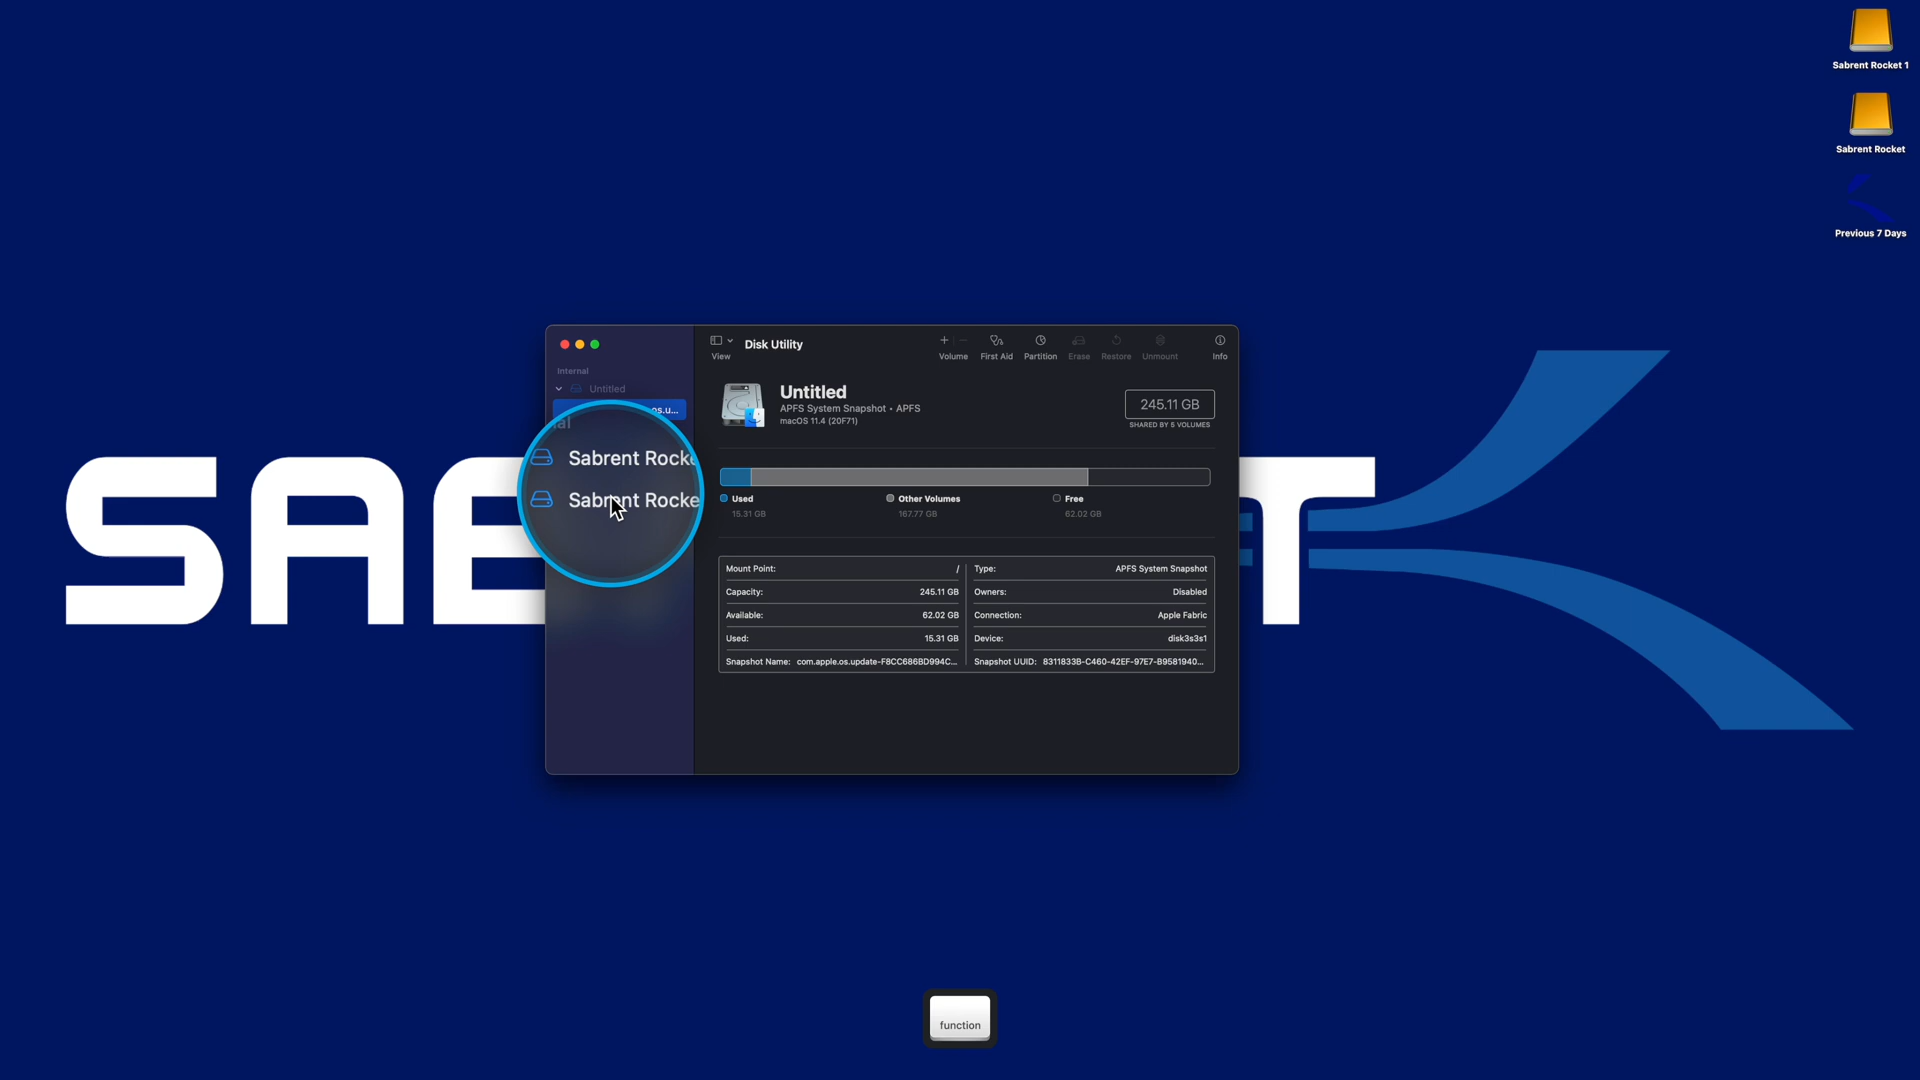 Sabrent Rocket 1
Sabrent Rocket
Previous 7 Days
Disk Utility
View
Volume
First Aid
Partition
Erase
Restore
Unmount
Info
Internal
Untitled
os.u...
Sabrent Rocke
Sabrent Rocke
Untitled
APFS System Snapshot • APFS
macOS 11.4 (20F71)
245.11 GB
SHARED BY 5 VOLUMES
Used
15.31 GB
Other Volumes
167.77 GB
Free
62.02 GB
Mount Point: /
Type: APFS System Snapshot
Capacity: 245.11 GB
Owners: Disabled
Available: 62.02 GB
Connection: Apple Fabric
Used: 15.31 GB
Device: disk3s3s1
Snapshot Name: com.apple.os.update-F8CC686BD994C...
Snapshot UUID: 8311833B-C460-42EF-97E7-B9581940...
SA
T
function